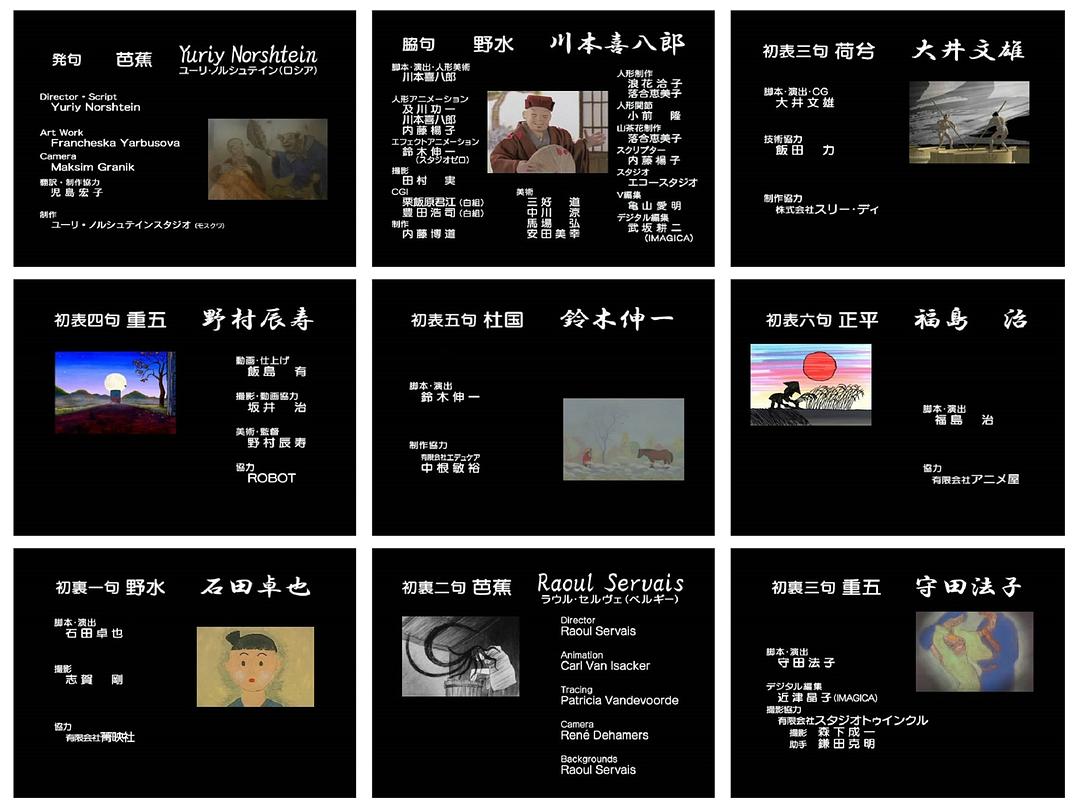 発句 芭蕉 Yuriy Norshtein
ユーリ・ノルシュテイン(ロシア)
Director・Script
Yuriy Norshtein
Art Work
Francheska Yarbusova
Camera
Maksim Granik
翻訳・制作協力
児島宏子
制作
ユーリ・ノルシュテインスタジオ(モスクワ)
脇句 野水 川本喜八郎
脚本・演出・人形美術
川本喜八郎
人形アニメーション
及川功一
川本喜八郎
内藤楊子
エフェクトアニメーション
鈴木伸一
(スタジオゼロ)
撮影
田村 実
CGI
栗飯原君江(白組)
豊田浩司(白組)
制作
内藤博道
美術
三好 道
中川 涼
馬場 弘
安田美幸
人形制作
浪花洽子
落合恵美子
人形関節
小前 隆
山茶花制作
落合恵美子
スクリプター
内藤楊子
スタジオ
エコースタジオ
V編集
亀山愛明
デジタル編集
武坂耕二
(IMAGICA)
初表三句 荷兮 大井文雄
脚本・演出・CG
大井文雄
技術協力
飯田 力
制作協力
株式会社スリー・ディ
初表四句 重五 野村辰寿
動画・仕上げ
飯島 有
撮影・動画協力
坂井 治
美術・監督
野村辰寿
協力
ROBOT
初表五句 杜国 鈴木伸一
脚本・演出
鈴木伸一
制作協力
有限会社エデュケア
中根敏裕
初表六句 正平 福島 治
脚本・演出
福島 治
協力
有限会社アニメ屋
初裏一句 野水 石田卓也
脚本・演出
石田卓也
撮影
志賀 剛
協力
有限会社菁映社
初裏二句 芭蕉 Raoul Servais
ラウル・セルヴェ(ベルギー)
Director
Raoul Servais
Animation
Carl Van Isacker
Tracing
Patricia Vandevoorde
Camera
René Dehamers
Backgrounds
Raoul Servais
初裏三句 重五 守田法子
脚本・演出
守田法子
デジタル編集
近津晶子(IMAGICA)
撮影協力
有限会社スタジオトゥインクル
撮影 森下成一
助手 鎌田克明